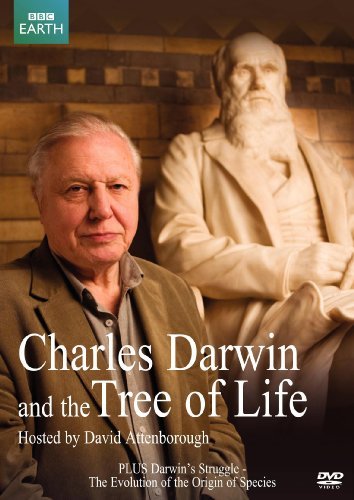 BBC
EARTH
Charles Darwin
and the Tree of Life
Hosted by David Attenborough
PLUS Darwin's Struggle -
The Evolution of the Origin of Species
DVD
VIDEO